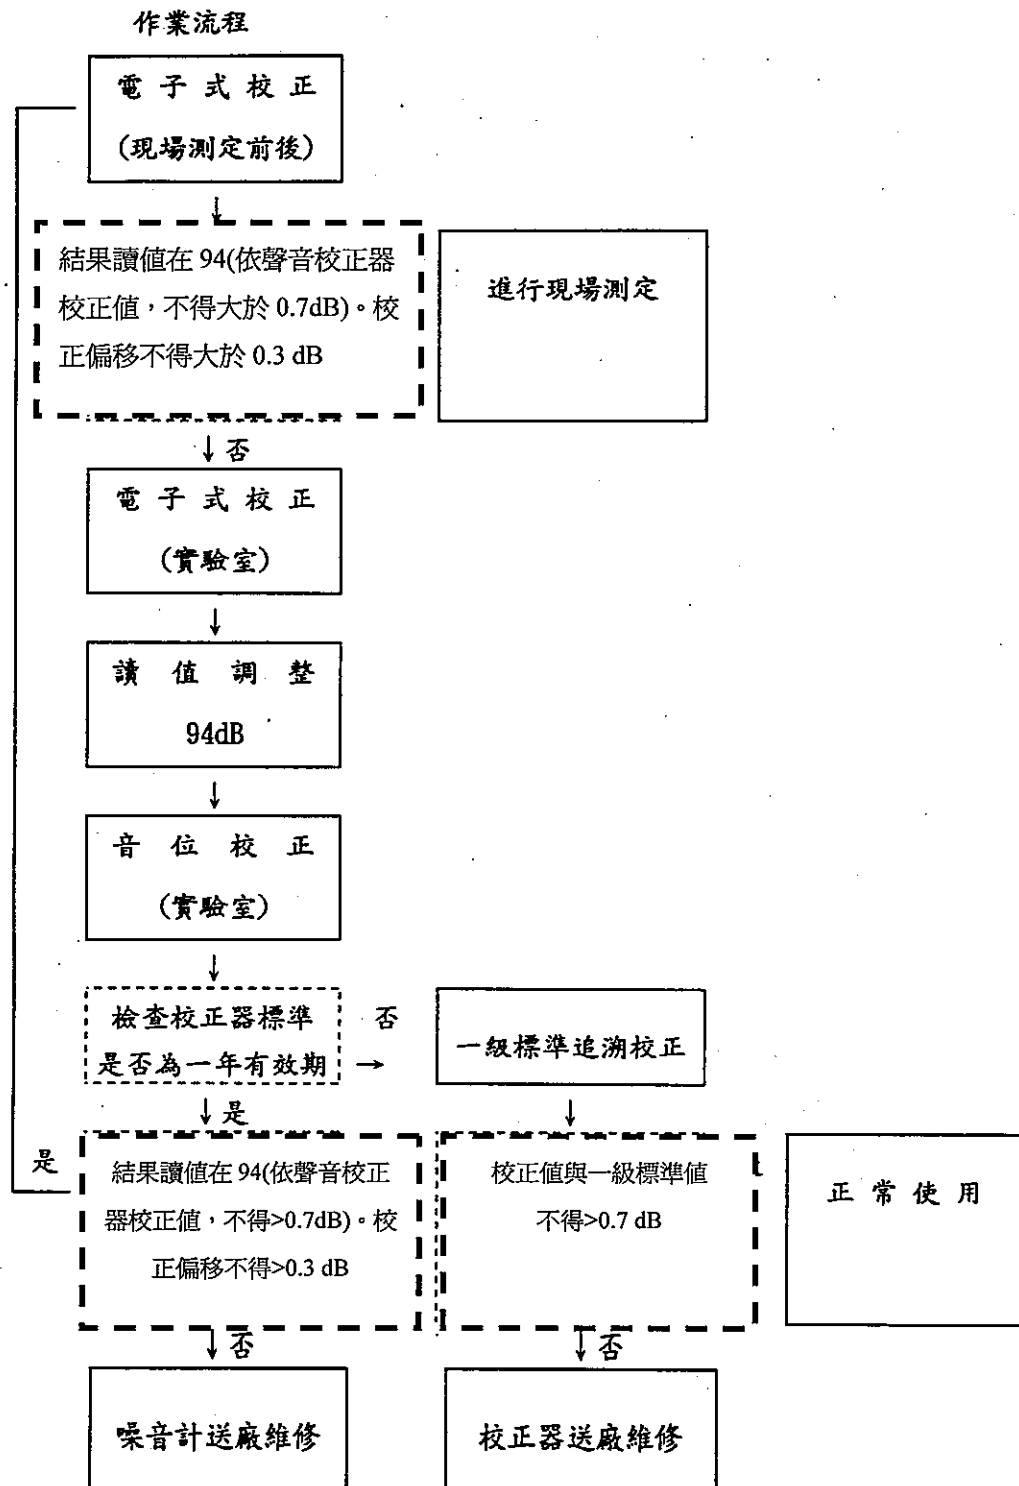 作業流程
電子式校正
(現場測定前後)
↓
結果讀值在 94(依聲音校正器
校正值，不得大於 0.7dB)。校
正偏移不得大於 0.3 dB
進行現場測定
↓ 否
電子式校正
(實驗室)
↓
讀值調整
94dB
↓
音位校正
(實驗室)
↓
檢查校正器標準
是否為一年有效期
否
→
一級標準追溯校正
↓是
↓
是
結果讀值在 94(依聲音校正
器校正值，不得>0.7dB)。校
正偏移不得>0.3 dB
校正值與一級標準值
不得>0.7 dB
正常使用
↓否
↓ 否
噪音計送廠維修
校正器送廠維修